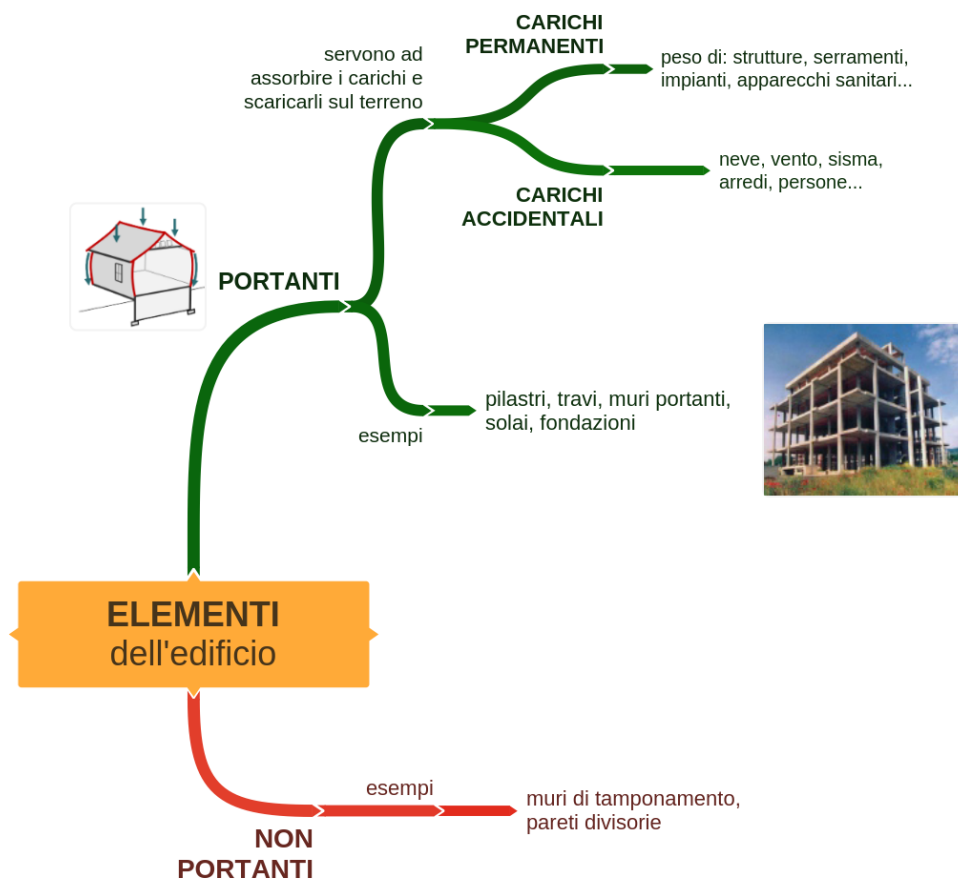 CARICHI
PERMANENTI
peso di: strutture, serramenti,
impianti, apparecchi sanitari...
servono ad
assorbire i carichi e
scaricarli sul terreno
neve, vento, sisma,
arredi, persone...
CARICHI
ACCIDENTALI
PORTANTI
pilastri, travi, muri portanti,
solai, fondazioni
esempi
ELEMENTI
dell'edificio
esempi
muri di tamponamento,
pareti divisorie
NON
PORTANTI